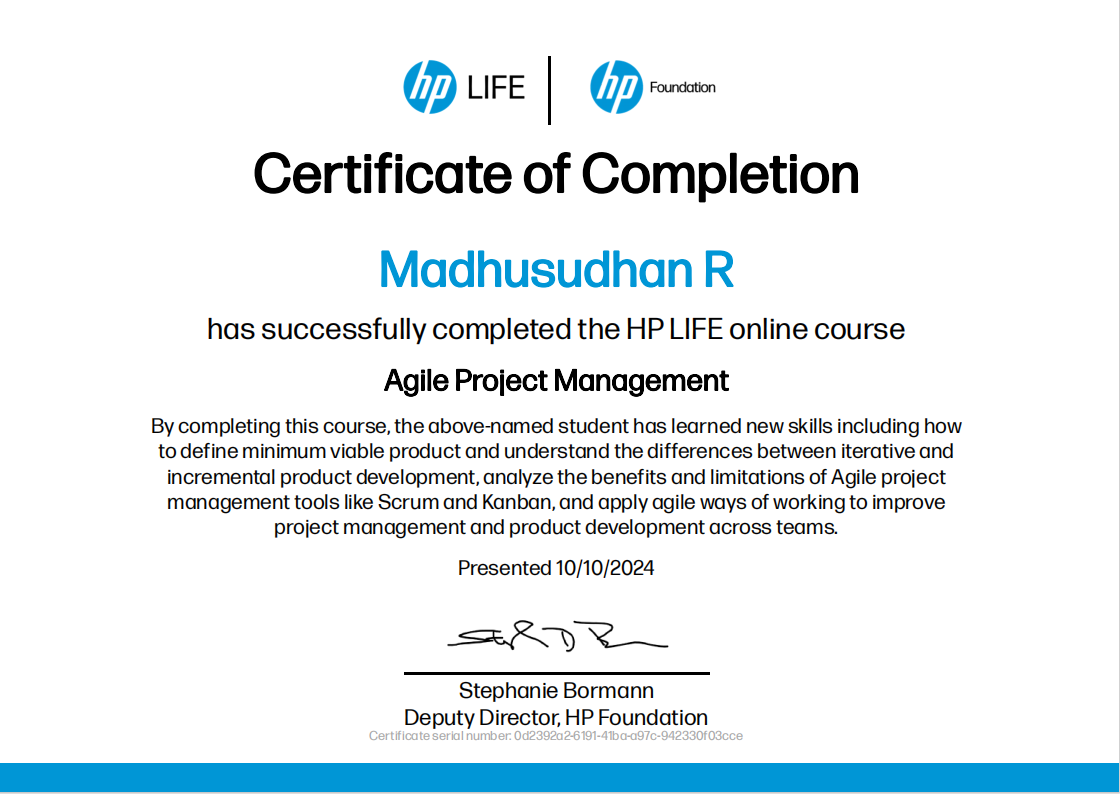 hp LIFE
hp Foundation
Certificate of Completion
Madhusudhan R
has successfully completed the HP LIFE online course
Agile Project Management
By completing this course, the above-named student has learned new skills including how
to define minimum viable product and understand the differences between iterative and
incremental product development, analyze the benefits and limitations of Agile project
management tools like Scrum and Kanban, and apply agile ways of working to improve
project management and product development across teams.
Presented 10/10/2024
Stephanie Bormann
Deputy Director, HP Foundation
Certificate serial number: 0d2392a2-6191-41ba-a97c-942330f03cce